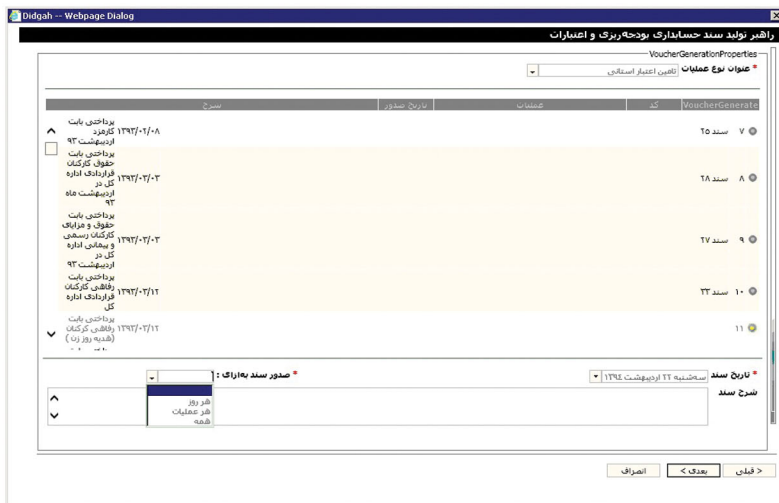 Didgah -- Webpage Dialog
راهبر تولید سند حسابداری بودجه‌ریزی و اعتبارات
VoucherGenerationProperties
* عنوان نوع عملیات تامین اعتبار استانی
VoucherGenerate کد عملیات تاریخ صدور شرح
۷ سند ۲۵ ۱۳۹۳/۰۲/۰۸ پرداختی بابت
کارمزد
اردیبهشت ۹۳
۸ سند ۲۸ ۱۳۹۳/۰۳/۰۳ پرداختی بابت
حقوق کارکنان
قراردادی اداره
کل در
اردیبهشت ماه
۹۳
۹ سند ۲۷ ۱۳۹۳/۰۳/۰۳ پرداختی بابت
حقوق و مزایای
کارکنان رسمی
و پیمانی اداره
کل در
اردیبهشت ۹۳
۱۰ سند ۳۳ ۱۳۹۳/۰۳/۱۲ پرداختی بابت
رفاهی کارکنان
قراردادی اداره
کل
۱۱ ۱۳۹۳/۰۳/۱۲ پرداختی بابت
رفاهی کرکنان
(هدیه روز زن )
* تاریخ سند سه‌شنبه ۲۲ اردیبهشت ۱۳۹٤
* صدور سند به‌ازای :
هر روز
هر عملیات
همه
شرح سند
< قبلی
بعدی >
انصراف